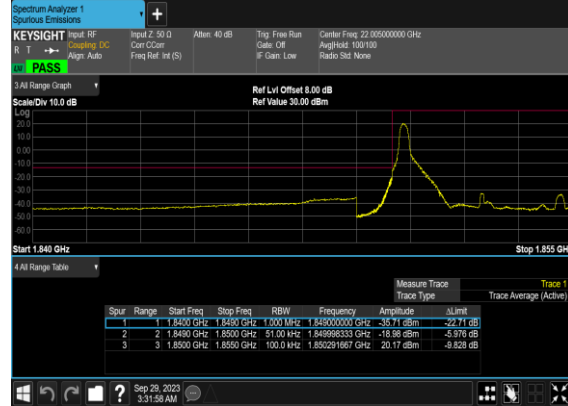 Spectrum Analyzer 1
Spurious Emissions
KEYSIGHT Input: RF Input Z: 50 Ω Atten: 40 dB Trig: Free Run Center Freq: 22.005000000 GHz
R T Coupling: DC Corr CCorr Gate: Off Avg|Hold: 100/100
Align: Auto Freq Ref: Int (S) IF Gain: Low Radio Std: None
PASS
3 All Range Graph
Ref Lvl Offset 8.00 dB
Scale/Div 10.0 dB Ref Value 30.00 dBm
Log
20.0
10.0
0.00
-10.0
-20.0
-30.0
-40.0
-50.0
-60.0
Start 1.840 GHz Stop 1.855 GH
4 All Range Table
Measure Trace Trace 1
Trace Type Trace Average (Active)
Spur Range Start Freq Stop Freq RBW Frequency Amplitude ΔLimit
1 1 1.8400 GHz 1.8490 GHz 1.000 MHz 1.849000000 GHz -35.71 dBm -22.71 dB
2 2 1.8490 GHz 1.8500 GHz 51.00 kHz 1.849998333 GHz -18.98 dBm -5.976 dB
3 3 1.8500 GHz 1.8550 GHz 100.0 kHz 1.850291667 GHz 20.17 dBm -9.828 dB
? Sep 29, 2023
3:31:58 AM